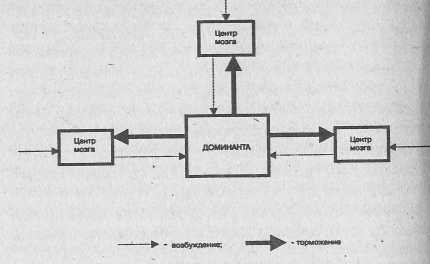 Центр
мозга
Центр
мозга
ДОМИНАНТА
Центр
мозга
- возбуждение;
- торможение